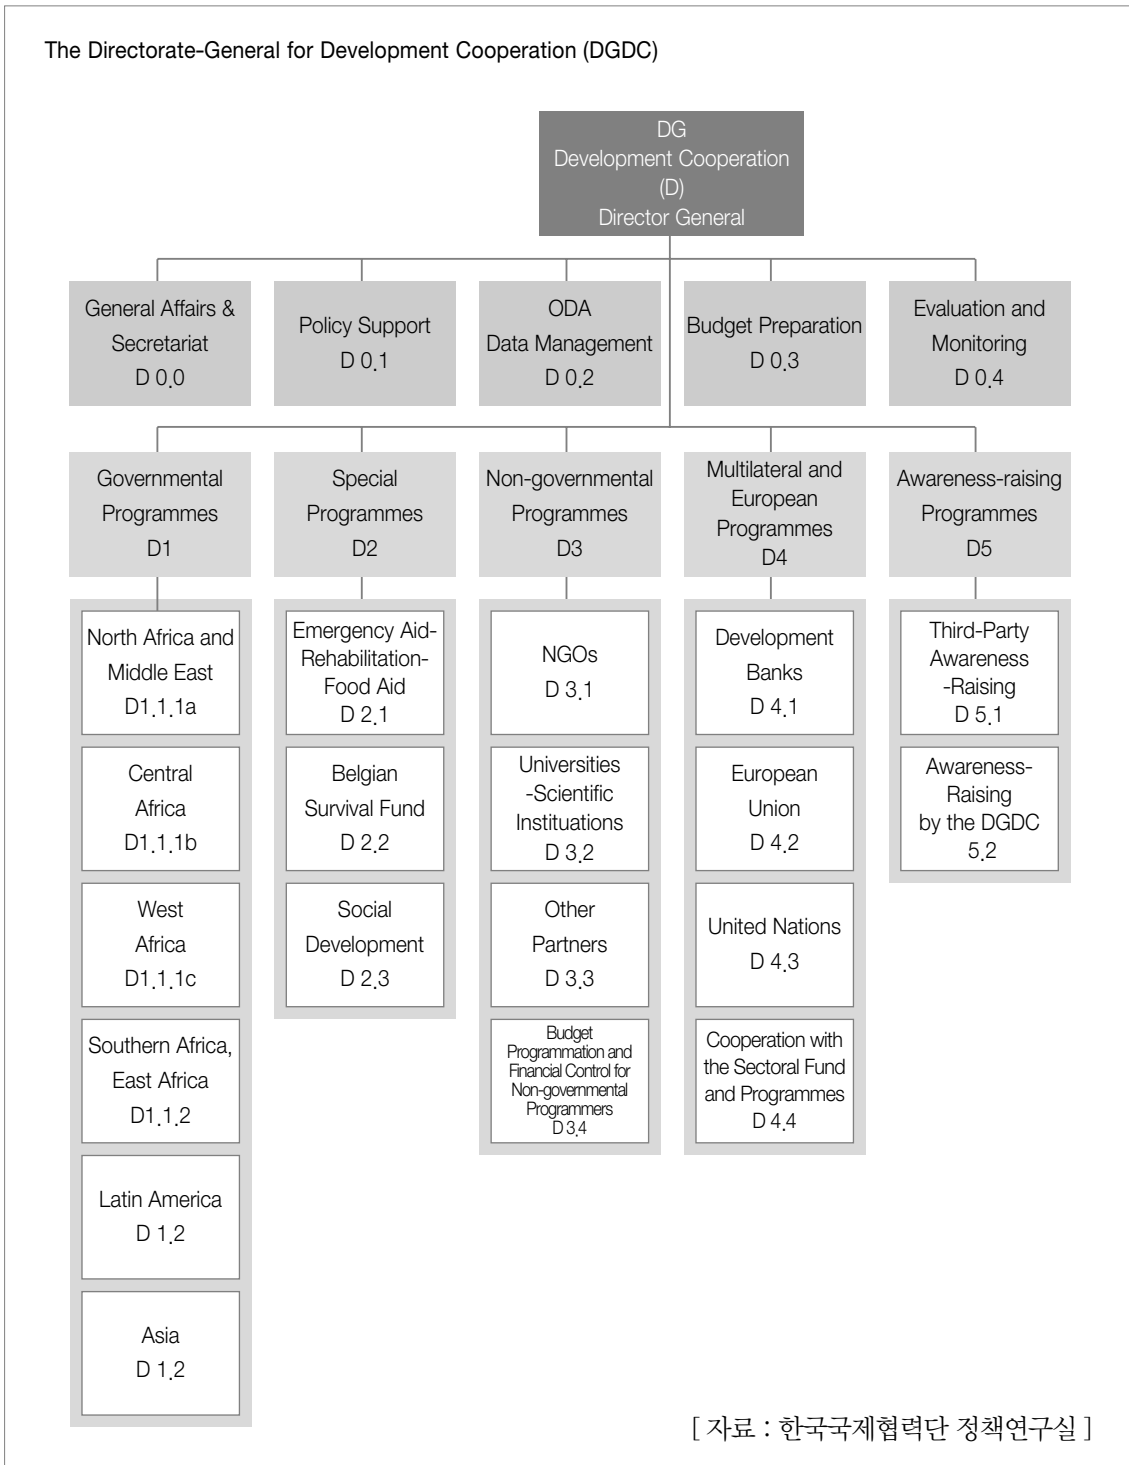 The Directorate-General for Development Cooperation (DGDC)
DG
Development Cooperation
(D)
Director General
General Affairs &
Secretariat
D 0.0
Policy Support
D 0.1
ODA
Data Management
D 0.2
Budget Preparation
D 0.3
Evaluation and
Monitoring
D 0.4
Governmental
Programmes
D1
Special
Programmes
D2
Non-governmental
Programmes
D3
Multilateral and
European
Programmes
D4
Awareness-raising
Programmes
D5
North Africa and
Middle East
D1.1.1a
Central
Africa
D1.1.1b
West
Africa
D1.1.1c
Southern Africa,
East Africa
D1.1.2
Latin America
D 1.2
Asia
D 1.2
Emergency Aid-
Rehabilitation-
Food Aid
D 2.1
Belgian
Survival Fund
D 2.2
Social
Development
D 2.3
NGOs
D 3.1
Universities
-Scientific
Instituations
D 3.2
Other
Partners
D 3.3
Budget
Programmation and
Financial Control for
Non-governmental
Programmers
D 3.4
Development
Banks
D 4.1
European
Union
D 4.2
United Nations
D 4.3
Cooperation with
the Sectoral Fund
and Programmes
D 4.4
Third-Party
Awareness
-Raising
D 5.1
Awareness-
Raising
by the DGDC
5.2
[ 자료 : 한국국제협력단 정책연구실 ]